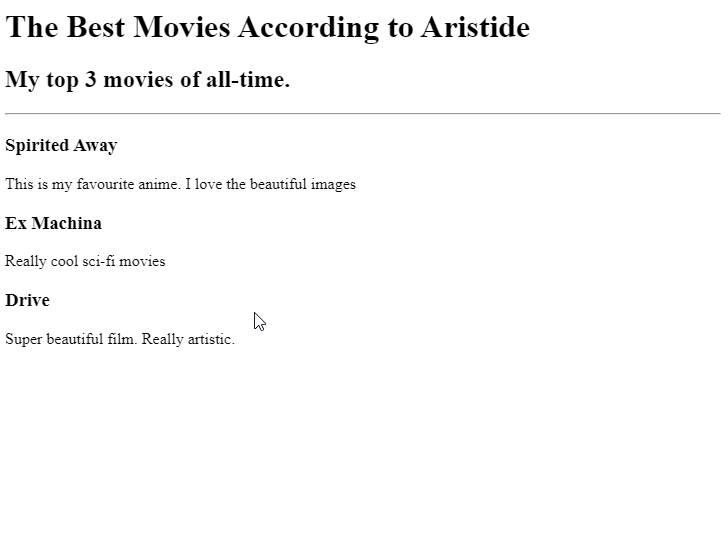 The Best Movies According to Aristide
My top 3 movies of all-time.
Spirited Away
This is my favourite anime. I love the beautiful images
Ex Machina
Really cool sci-fi movies
Drive
Super beautiful film. Really artistic.